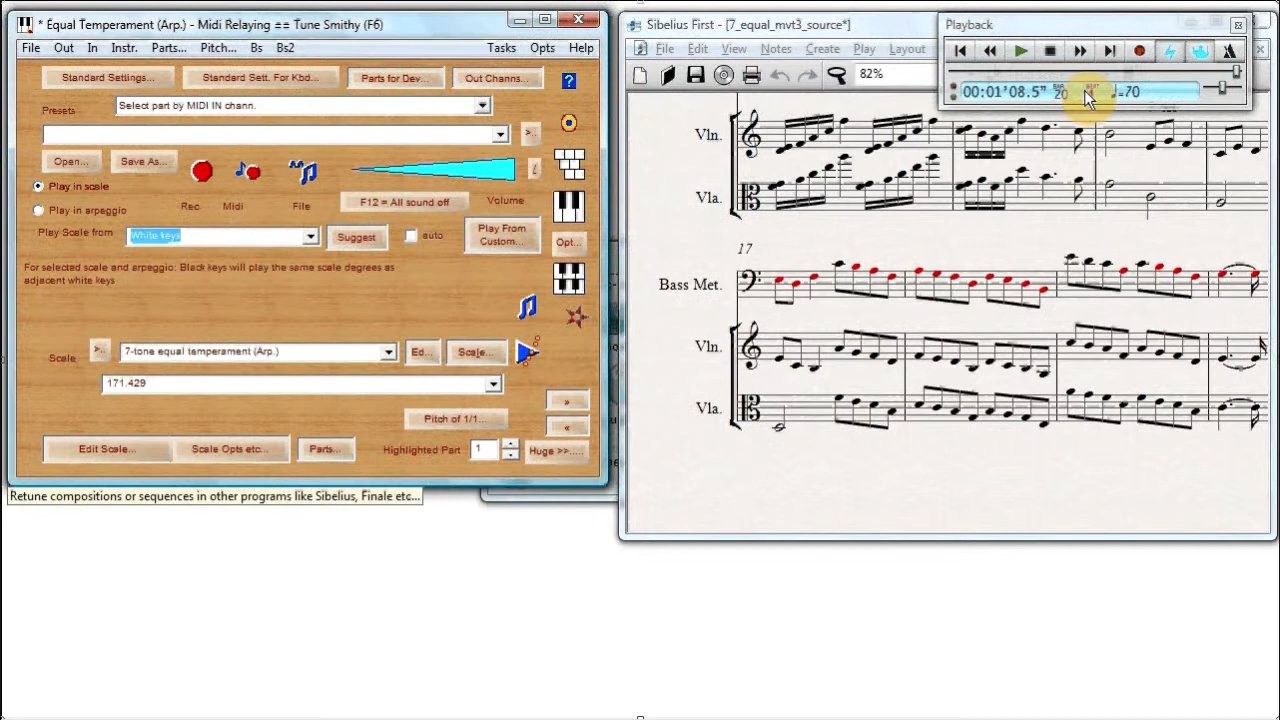 * Equal Temperament (Arp.) - Midi Relaying == Tune Smithy (F6)
File Out In Instr. Parts... Pitch... Bs Bs2 Tasks Opts Help
Standard Settings... Standard Sett. For Kbd... Parts for Dev... Out Channs... ?
Presets Select part by MIDI IN chann.
>.
Open... Save As...
Play in scale
Play in arpeggio
Rec Midi File F12 = All sound off Volume
Play Scale from White keys Suggest auto Play From Custom... Opt...
For selected scale and arpeggio: Black keys will play the same scale degrees as
adjacent white keys
Scale >. 7-tone equal temperament (Arp.) Ed... Scale...
171.429
»
Pitch of 1/1... «
Edit Scale... Scale Opts etc... Parts... Highlighted Part 1 Huge >>.....
Retune compositions or sequences in other programs like Sibelius, Finale etc...
Sibelius First - [7_equal_mvt3_source*]
File Edit View Notes Create Play Layout
82%
Playback
00:01'08.5" BAR 20 =70
Vln.
Vla.
17
Bass Met.
Vln.
Vla.